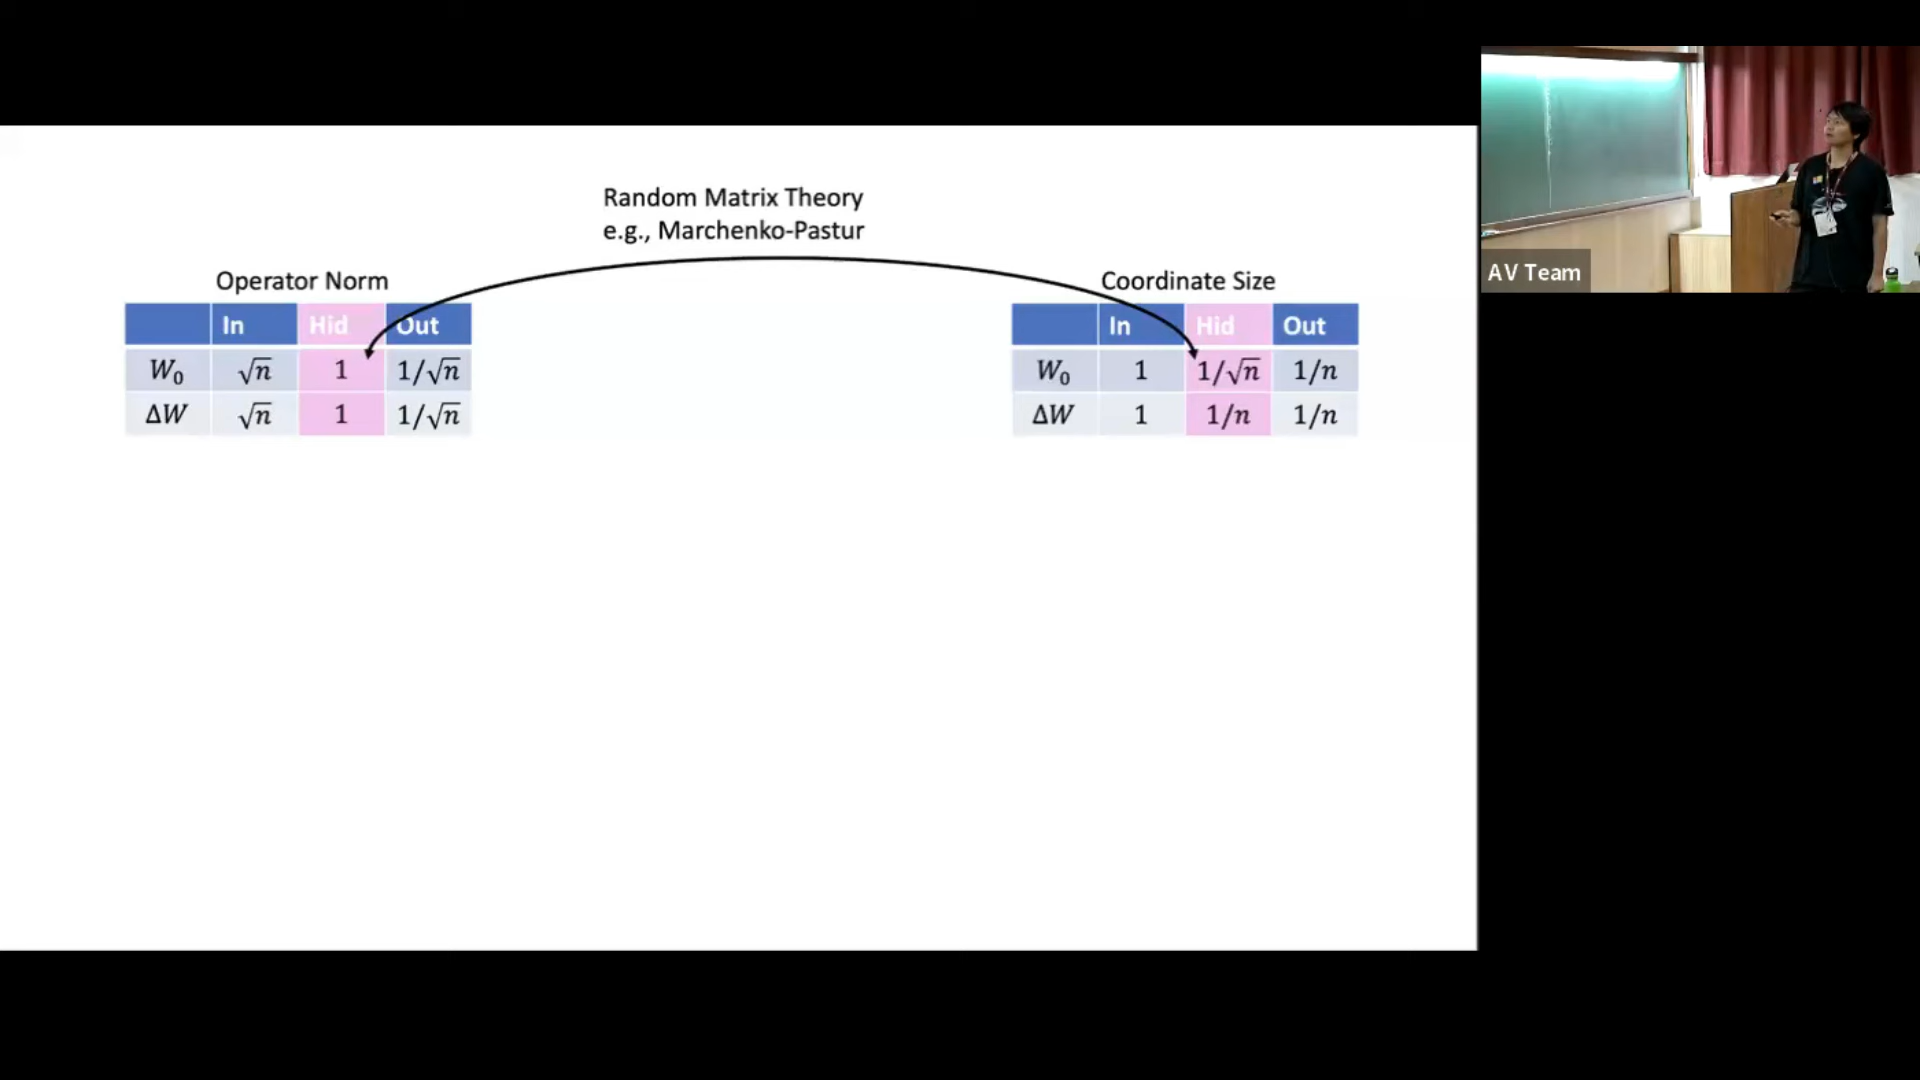 Random Matrix Theory
e.g., Marchenko-Pastur
Operator Norm
In Hid Out
W₀ √n 1 1/√n
ΔW √n 1 1/√n
Coordinate Size
In Hid Out
W₀ 1 1/√n 1/n
ΔW 1 1/n 1/n
AV Team